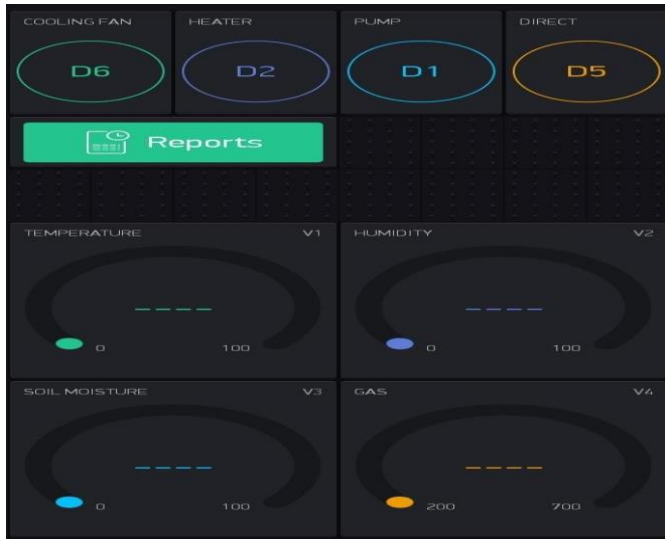 COOLING FAN HEATER PUMP DIRECT
D6 D2 D1 D5
Reports
TEMPERATURE V1 HUMIDITY V2
---- ----
0 100 0 100
SOIL MOISTURE V3 GAS V4
---- ----
0 100 200 700